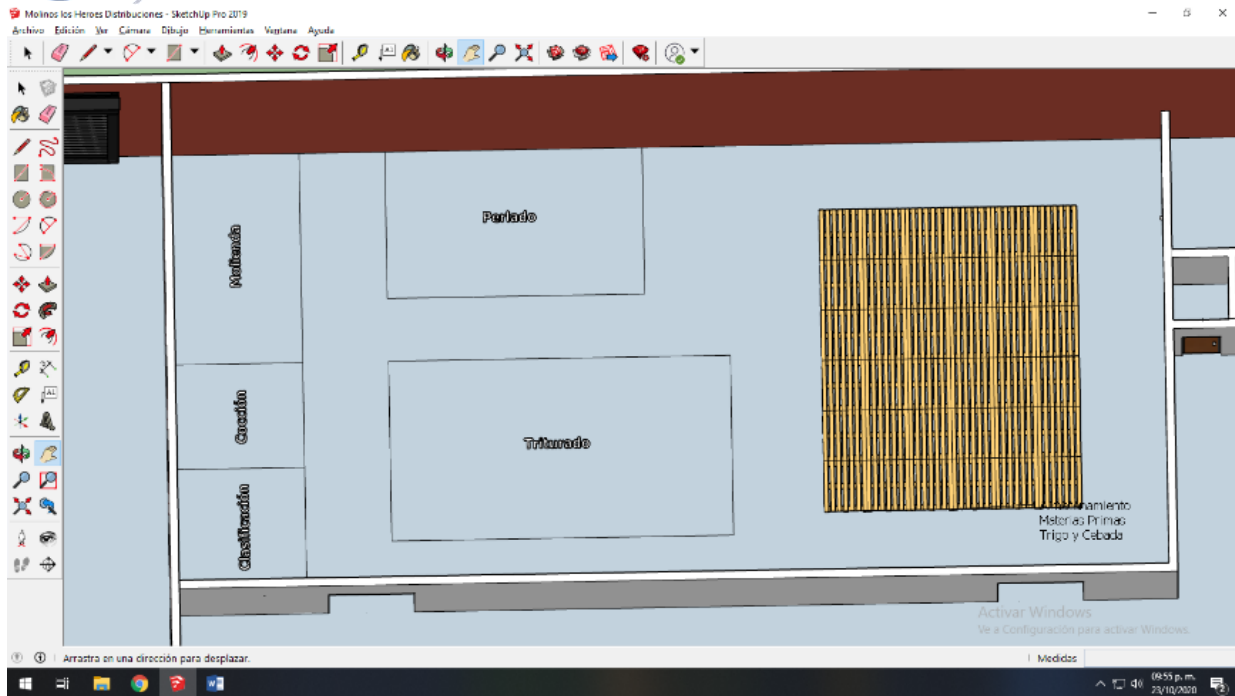 Molinos los Heroes Distribuciones - SketchUp Pro 2019
Archivo Edición Ver Cámara Dibujo Herramientas Ventana Ayuda
Perlado
Molienda
Cocción
Triturado
Clasificación
namiento
Materias Primas
Trigo y Cebada
Activar Windows
Ve a Configuración para activar Windows.
Arrastra en una dirección para desplazar.
Medidas
09:55 p. m.
23/10/2020